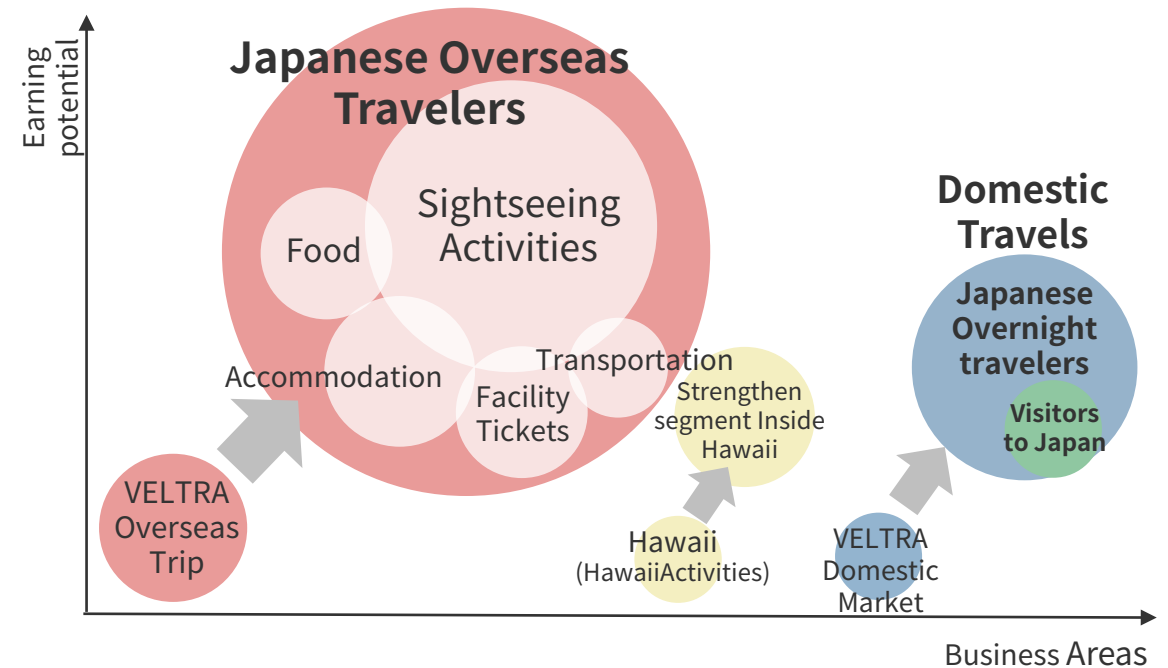 Earning
potential
Japanese Overseas
Travelers
Sightseeing
Activities
Food
Accommodation
Transportation
Facility
Tickets
VELTRA
Overseas
Trip
Strengthen
segment Inside
Hawaii
Hawaii
(HawaiiActivities)
Domestic
Travels
Japanese
Overnight
travelers
Visitors
to Japan
VELTRA
Domestic
Market
Business Areas